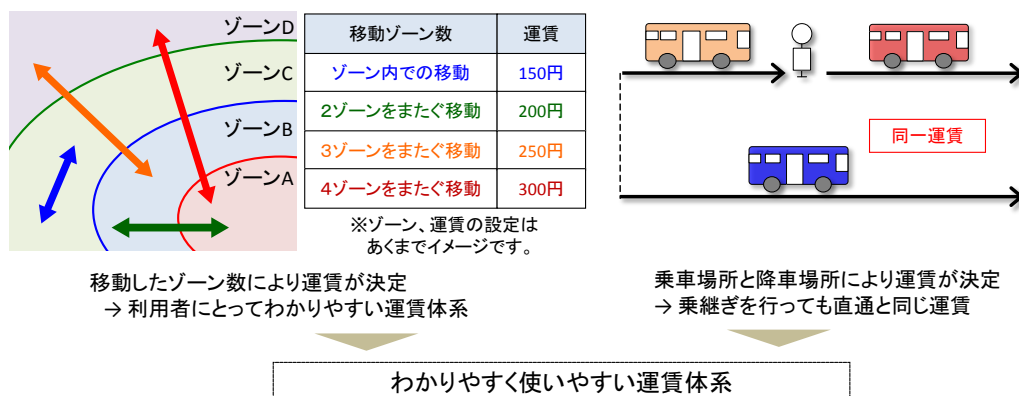 ゾーンD
ゾーンC
ゾーンB
ゾーンA
移動ゾーン数 運賃
ゾーン内での移動 150円
2ゾーンをまたぐ移動 200円
3ゾーンをまたぐ移動 250円
4ゾーンをまたぐ移動 300円
※ゾーン、運賃の設定は
あくまでイメージです。
移動したゾーン数により運賃が決定
→ 利用者にとってわかりやすい運賃体系
同一運賃
乗車場所と降車場所により運賃が決定
→ 乗継ぎを行っても直通と同じ運賃
わかりやすく使いやすい運賃体系